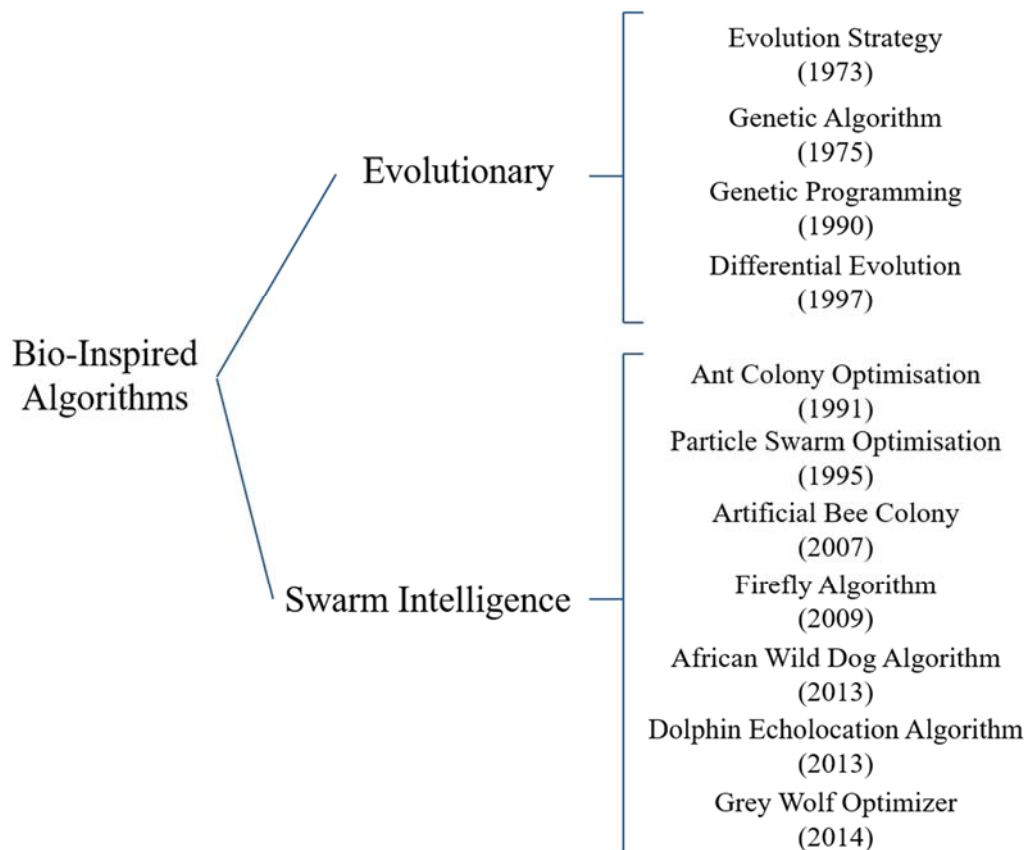 Bio-Inspired
Algorithms
Evolutionary
Evolution Strategy
(1973)
Genetic Algorithm
(1975)
Genetic Programming
(1990)
Differential Evolution
(1997)
Swarm Intelligence
Ant Colony Optimisation
(1991)
Particle Swarm Optimisation
(1995)
Artificial Bee Colony
(2007)
Firefly Algorithm
(2009)
African Wild Dog Algorithm
(2013)
Dolphin Echolocation Algorithm
(2013)
Grey Wolf Optimizer
(2014)